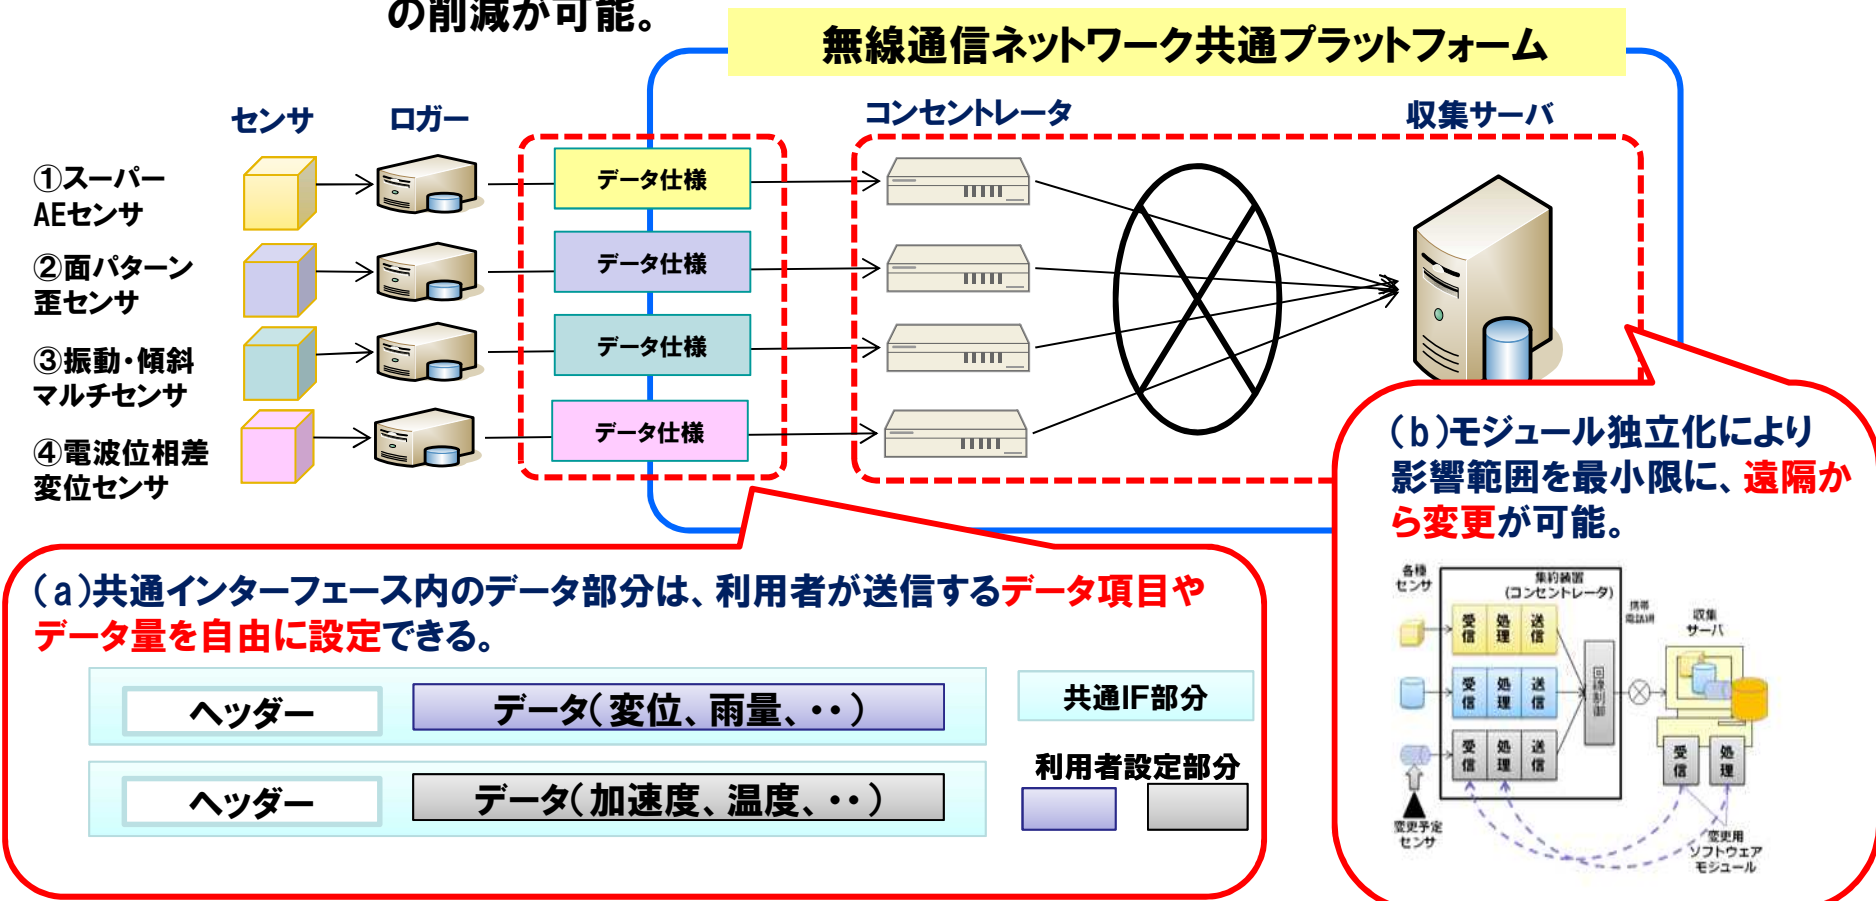 の削減が可能。
無線通信ネットワーク共通プラットフォーム
センサ
ロガー
コンセントレータ
収集サーバ
①スーパー
AEセンサ
データ仕様
②面パターン
歪センサ
データ仕様
③振動・傾斜
マルチセンサ
データ仕様
④電波位相差
変位センサ
データ仕様
(a)共通インターフェース内のデータ部分は、利用者が送信するデータ項目や
データ量を自由に設定できる。
ヘッダー
データ(変位、雨量、・・)
共通IF部分
ヘッダー
データ(加速度、温度、・・)
利用者設定部分
(b)モジュール独立化により
影響範囲を最小限に、遠隔か
ら変更が可能。
各種
センサ
集約装置
(コンセントレータ)
携帯
電話網
収集
サーバ
受信
処理
送信
受信
処理
送信
受信
処理
送信
回線制御
受信
処理
変更予定
センサ
変更用
ソフトウェア
モジュール